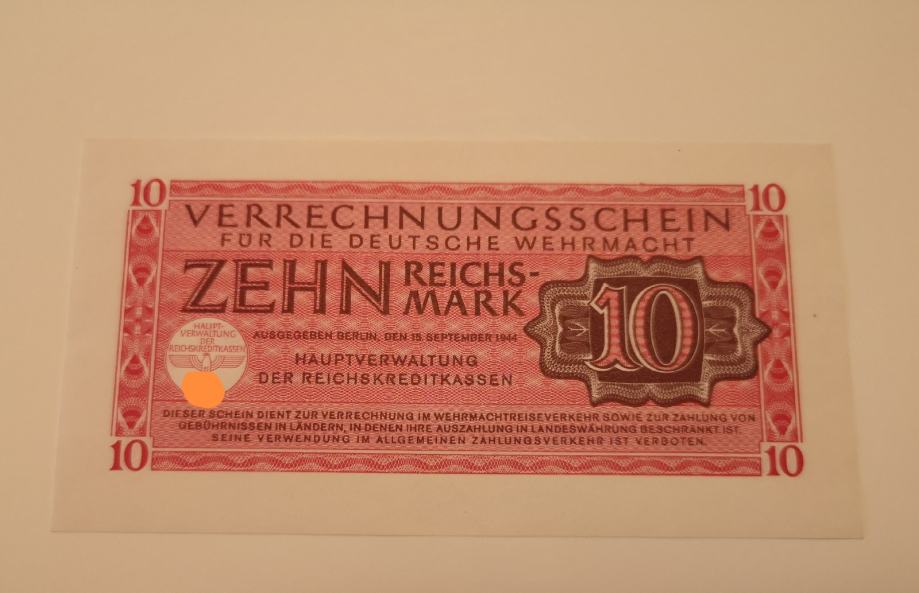 10 10
VERRECHNUNGSSCHEIN
FÜR DIE DEUTSCHE WEHRMACHT
ZEHN REICHS-
MARK
10
HAUPT-
VERWALTUNG
DER
REICHSKREDITKASSEN
AUSGEGEBEN BERLIN, DEN 15. SEPTEMBER 1944
HAUPTVERWALTUNG
DER REICHSKREDITKASSEN
DIESER SCHEIN DIENT ZUR VERRECHNUNG IM WEHRMACHTREISEVERKEHR SOWIE ZUR ZAHLUNG VON
GEBÜHRNISSEN IN LÄNDERN, IN DENEN IHRE AUSZAHLUNG IN LANDESWÄHRUNG BESCHRÄNKT IST.
SEINE VERWENDUNG IM ALLGEMEINEN ZAHLUNGSVERKEHR IST VERBOTEN.
10 10